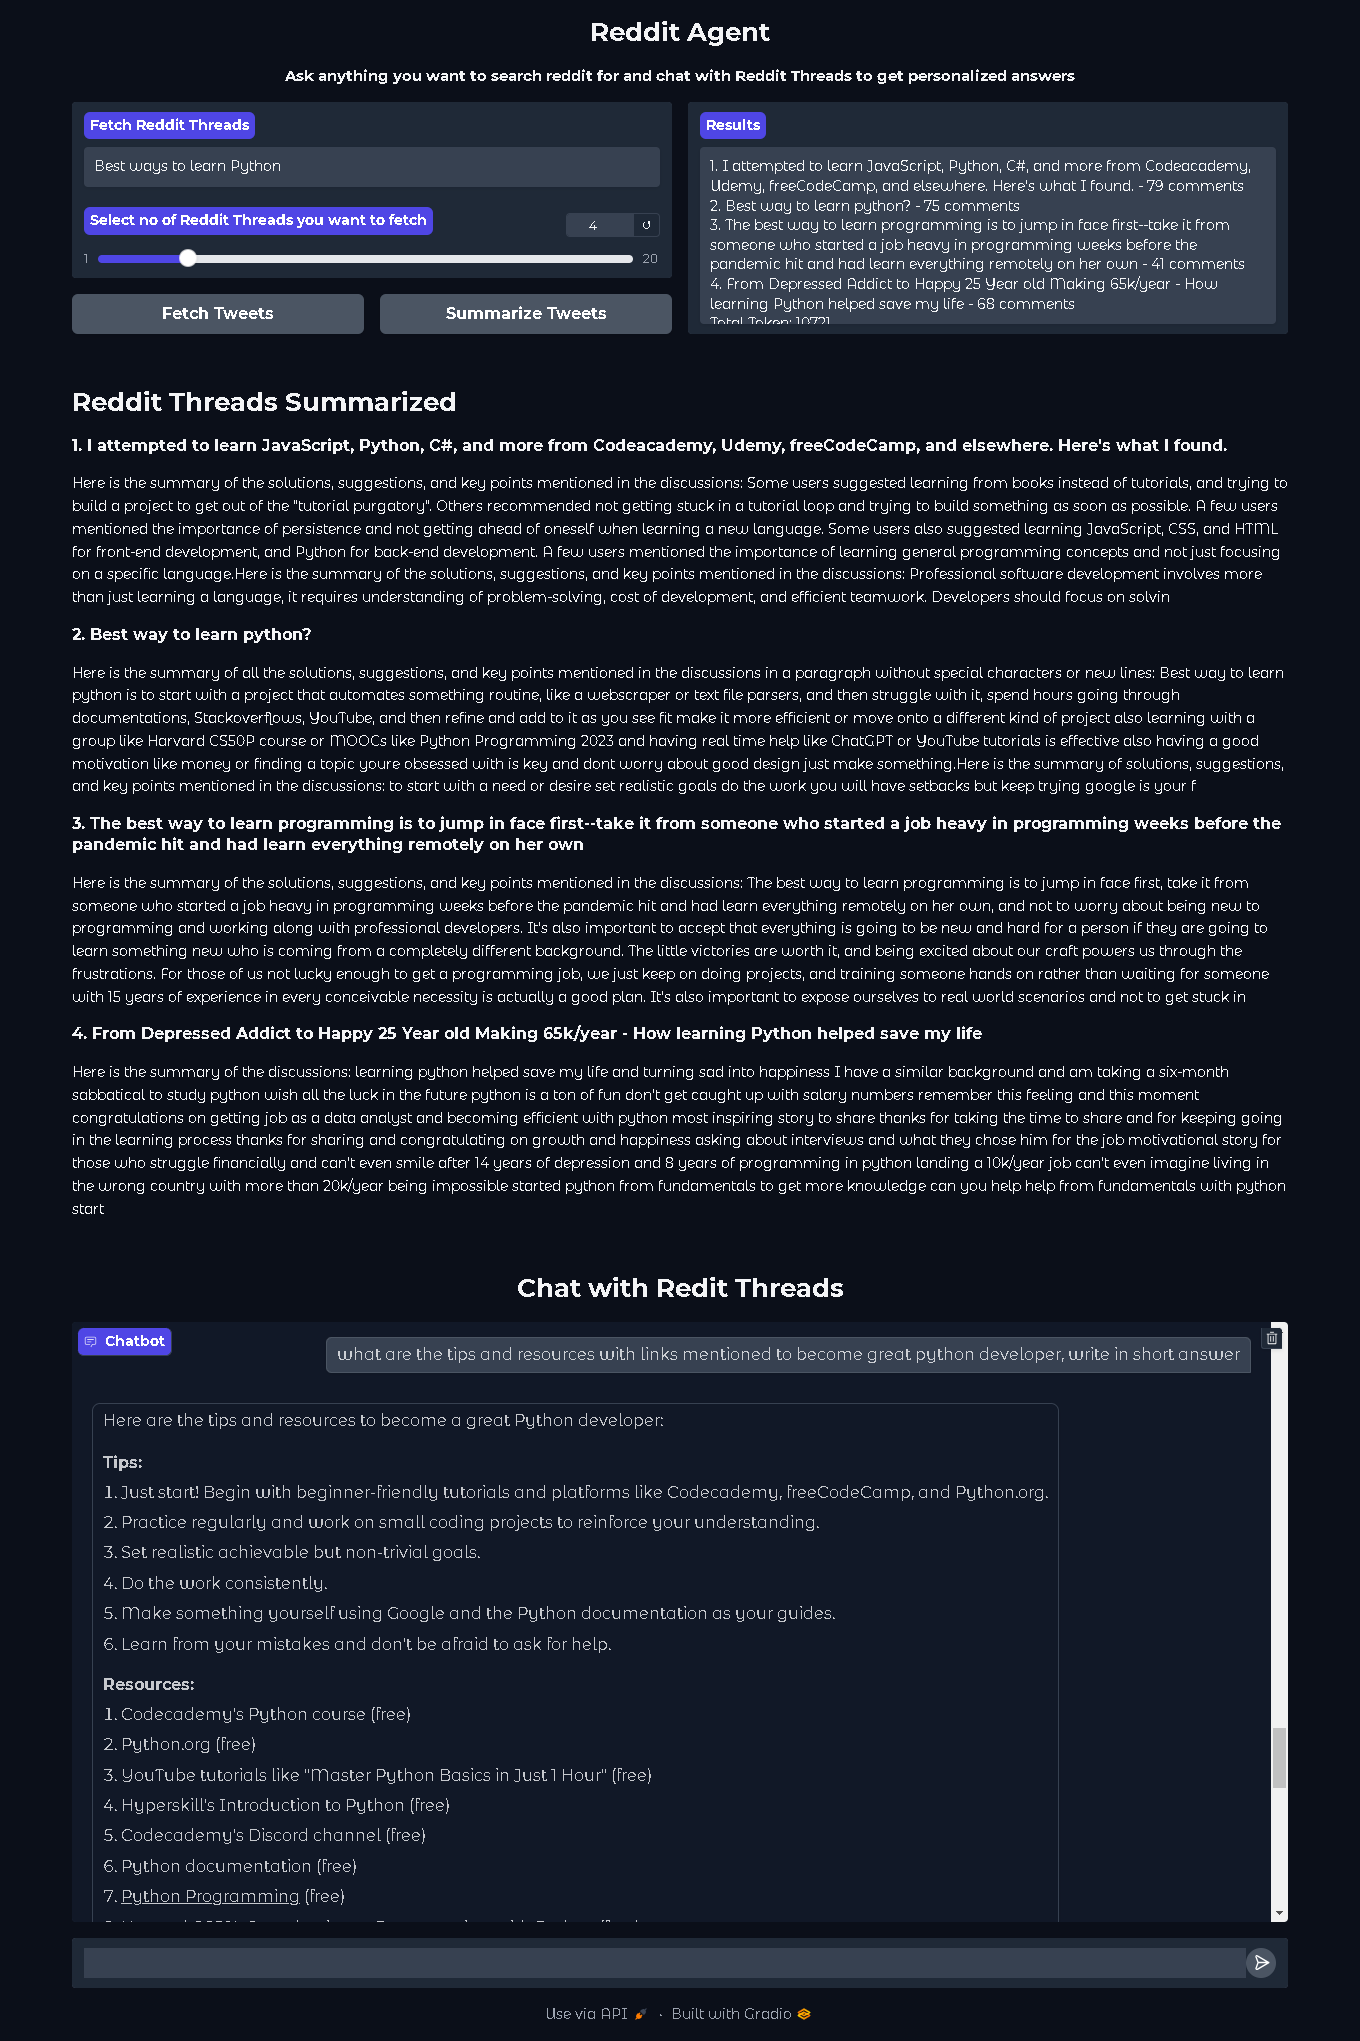 Reddit Agent
Ask anything you want to search reddit for and chat with Reddit Threads to get personalized answers
Fetch Reddit Threads
Best ways to learn Python
Select no of Reddit Threads you want to fetch
4
1
20
Fetch Tweets
Summarize Tweets
Results
1. I attempted to learn JavaScript, Python, C#, and more from Codeacademy,
Udemy, freeCodeCamp, and elsewhere. Here's what I found. - 79 comments
2. Best way to learn python? - 75 comments
3. The best way to learn programming is to jump in face first--take it from
someone who started a job heavy in programming weeks before the
pandemic hit and had learn everything remotely on her own - 41 comments
4. From Depressed Addict to Happy 25 Year old Making 65k/year - How
learning Python helped save my life - 68 comments
Total Token: 10721
Reddit Threads Summarized
1. I attempted to learn JavaScript, Python, C#, and more from Codeacademy, Udemy, freeCodeCamp, and elsewhere. Here's what I found.
Here is the summary of the solutions, suggestions, and key points mentioned in the discussions: Some users suggested learning from books instead of tutorials, and trying to
build a project to get out of the "tutorial purgatory". Others recommended not getting stuck in a tutorial loop and trying to build something as soon as possible. A few users
mentioned the importance of persistence and not getting ahead of oneself when learning a new language. Some users also suggested learning JavaScript, CSS, and HTML
for front-end development, and Python for back-end development. A few users mentioned the importance of learning general programming concepts and not just focusing
on a specific language.Here is the summary of the solutions, suggestions, and key points mentioned in the discussions: Professional software development involves more
than just learning a language, it requires understanding of problem-solving, cost of development, and efficient teamwork. Developers should focus on solvin
2. Best way to learn python?
Here is the summary of all the solutions, suggestions, and key points mentioned in the discussions in a paragraph without special characters or new lines: Best way to learn
python is to start with a project that automates something routine, like a webscraper or text file parsers, and then struggle with it, spend hours going through
documentations, Stackoverflows, YouTube, and then refine and add to it as you see fit make it more efficient or move onto a different kind of project also learning with a
group like Harvard CS50P course or MOOCs like Python Programming 2023 and having real time help like ChatGPT or YouTube tutorials is effective also having a good
motivation like money or finding a topic youre obsessed with is key and dont worry about good design just make something.Here is the summary of solutions, suggestions,
and key points mentioned in the discussions: to start with a need or desire set realistic goals do the work you will have setbacks but keep trying google is your f
3. The best way to learn programming is to jump in face first--take it from someone who started a job heavy in programming weeks before the
pandemic hit and had learn everything remotely on her own
Here is the summary of the solutions, suggestions, and key points mentioned in the discussions: The best way to learn programming is to jump in face first, take it from
someone who started a job heavy in programming weeks before the pandemic hit and had learn everything remotely on her own, and not to worry about being new to
programming and working along with professional developers. It's also important to accept that everything is going to be new and hard for a person if they are going to
learn something new who is coming from a completely different background. The little victories are worth it, and being excited about our craft powers us through the
frustrations. For those of us not lucky enough to get a programming job, we just keep on doing projects, and training someone hands on rather than waiting for someone
with 15 years of experience in every conceivable necessity is actually a good plan. It's also important to expose ourselves to real world scenarios and not to get stuck in
4. From Depressed Addict to Happy 25 Year old Making 65k/year - How learning Python helped save my life
Here is the summary of the discussions: learning python helped save my life and turning sad into happiness I have a similar background and am taking a six-month
sabbatical to study python wish all the luck in the future python is a ton of fun don't get caught up with salary numbers remember this feeling and this moment
congratulations on getting job as a data analyst and becoming efficient with python most inspiring story to share thanks for taking the time to share and for keeping going
in the learning process thanks for sharing and congratulating on growth and happiness asking about interviews and what they chose him for the job motivational story for
those who struggle financially and can't even smile after 14 years of depression and 8 years of programming in python landing a 10k/year job can't even imagine living in
the wrong country with more than 20k/year being impossible started python from fundamentals to get more knowledge can you help help from fundamentals with python
start
Chat with Redit Threads
Chatbot
what are the tips and resources with links mentioned to become great python developer, write in short answer
Here are the tips and resources to become a great Python developer:
Tips:
1. Just start! Begin with beginner-friendly tutorials and platforms like Codecademy, freeCodeCamp, and Python.org.
2. Practice regularly and work on small coding projects to reinforce your understanding.
3. Set realistic achievable but non-trivial goals.
4. Do the work consistently.
5. Make something yourself using Google and the Python documentation as your guides.
6. Learn from your mistakes and don't be afraid to ask for help.
Resources:
1. Codecademy's Python course (free)
2. Python.org (free)
3. YouTube tutorials like "Master Python Basics in Just 1 Hour" (free)
4. Hyperskill's Introduction to Python (free)
5. Codecademy's Discord channel (free)
6. Python documentation (free)
7. Python Programming (free)
Use via API · Built with Gradio